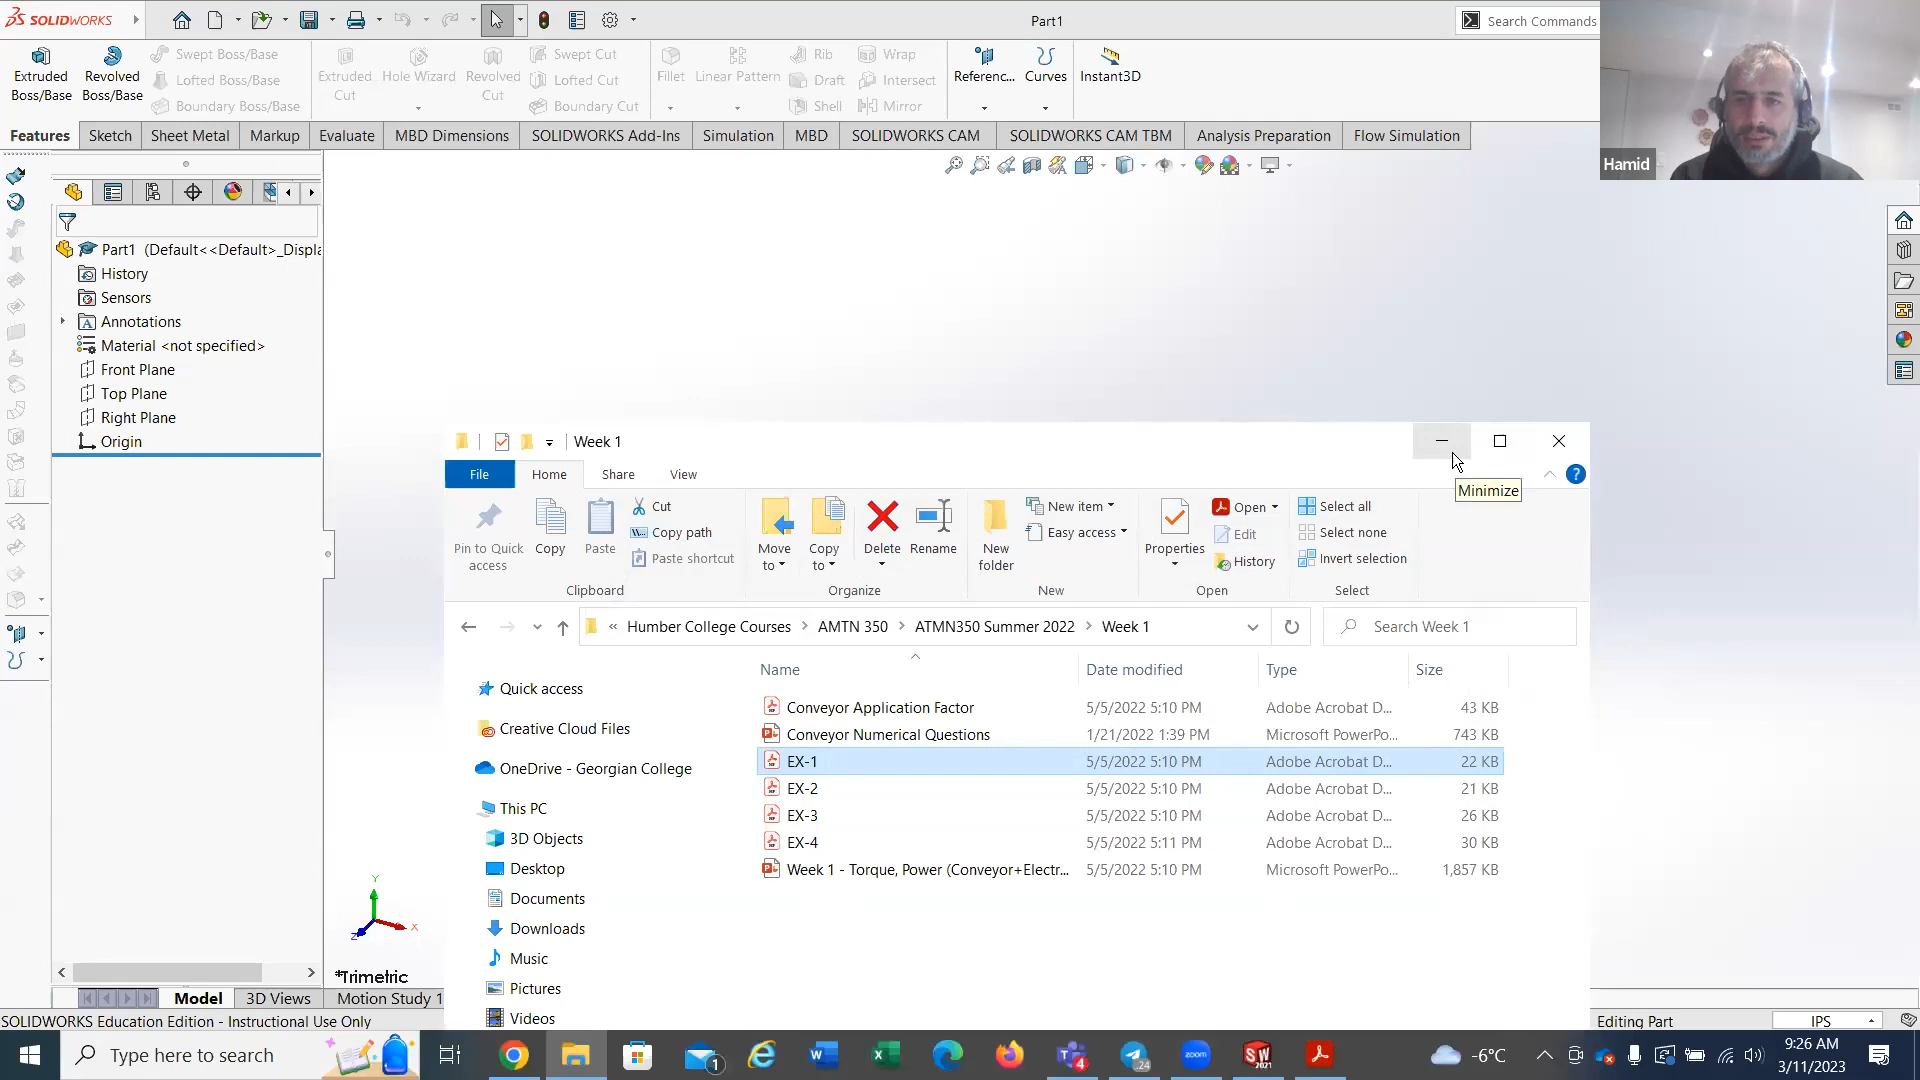 SOLIDWORKS
Part1
Search Commands
Extruded Boss/Base
Revolved Boss/Base
Swept Boss/Base
Lofted Boss/Base
Boundary Boss/Base
Extruded Cut
Hole Wizard
Revolved Cut
Swept Cut
Lofted Cut
Boundary Cut
Fillet
Linear Pattern
Rib
Draft
Shell
Wrap
Intersect
Mirror
Referenc...
Curves
Instant3D
Features
Sketch
Sheet Metal
Markup
Evaluate
MBD Dimensions
SOLIDWORKS Add-Ins
Simulation
MBD
SOLIDWORKS CAM
SOLIDWORKS CAM TBM
Analysis Preparation
Flow Simulation
Hamid
Part1 (Default<<Default>_Displa
History
Sensors
Annotations
Material <not specified>
Front Plane
Top Plane
Right Plane
Origin
Week 1
File
Home
Share
View
Minimize
Pin to Quick access
Copy
Paste
Cut
Copy path
Paste shortcut
Clipboard
Move to
Copy to
Delete
Rename
Organize
New folder
New item
Easy access
New
Properties
Open
Edit
History
Open
Select all
Select none
Invert selection
Select
« Humber College Courses > AMTN 350 > ATMN350 Summer 2022 > Week 1
Search Week 1
Name Date modified Type Size
Conveyor Application Factor 5/5/2022 5:10 PM Adobe Acrobat D... 43 KB
Conveyor Numerical Questions 1/21/2022 1:39 PM Microsoft PowerPo... 743 KB
EX-1 5/5/2022 5:10 PM Adobe Acrobat D... 22 KB
EX-2 5/5/2022 5:10 PM Adobe Acrobat D... 21 KB
EX-3 5/5/2022 5:10 PM Adobe Acrobat D... 26 KB
EX-4 5/5/2022 5:11 PM Adobe Acrobat D... 30 KB
Week 1 - Torque, Power (Conveyor+Electr... 5/5/2022 5:10 PM Microsoft PowerPo... 1,857 KB
Quick access
Creative Cloud Files
OneDrive - Georgian College
This PC
3D Objects
Desktop
Documents
Downloads
Music
Pictures
Videos
Y
X
Z
*Trimetric
Model
3D Views
Motion Study 1
SOLIDWORKS Education Edition - Instructional Use Only
Editing Part
IPS
Type here to search
1
4
24
zoom
SW
2021
-6°C
9:26 AM
3/11/2023